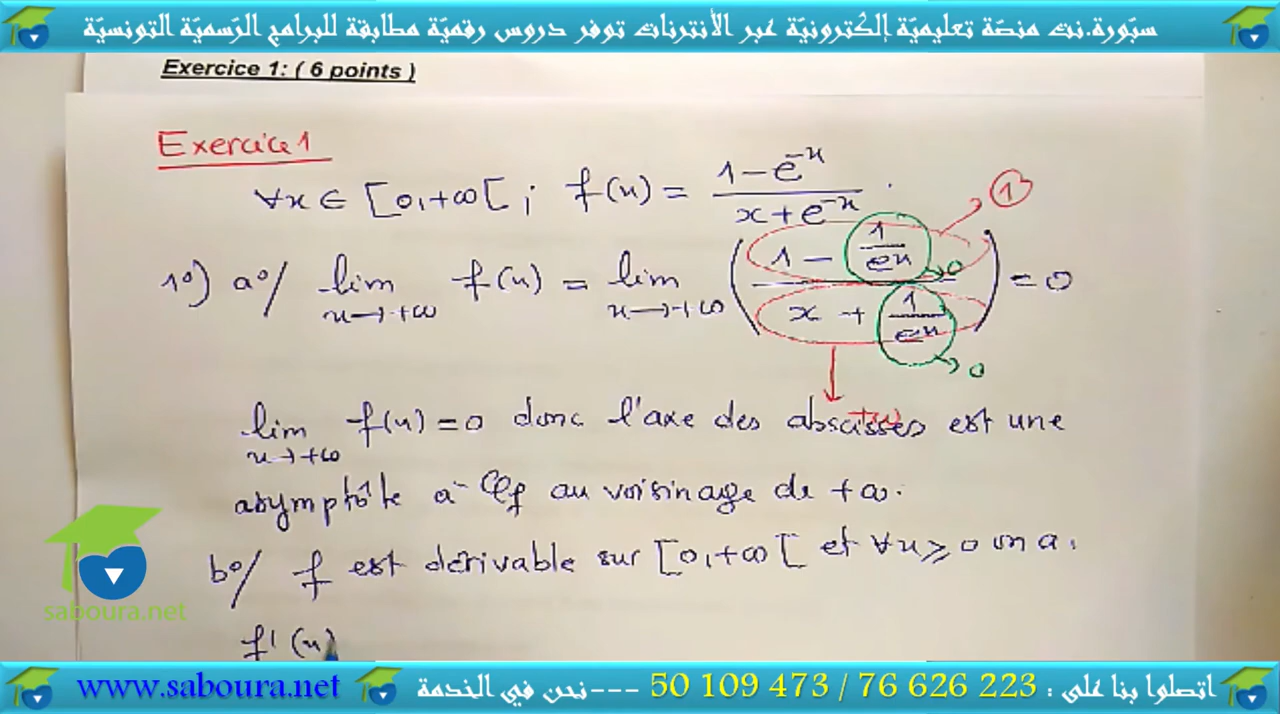 سبّورة.نت منصّة تعليميّة إلكترونيّة عبر الأنترنات توفر دروس رقميّة مطابقة للبرامج الرّسميّة التونسيّة
Exercice 1: ( 6 points )
Exercice 1
∀x ∈ [0,+∞[ ; f(x) = (1 - e^-x) / (x + e^-x) .
1°) a°/ lim x→+∞ f(x) = lim x→+∞ ( (1 - 1/e^x) / (x + 1/e^x) ) = 0
1
→0
→0
+∞
lim x→+∞ f(x) = 0 donc l'axe des abscisses est une
asymptôte à Cf au voisinage de +∞.
b°/ f est dérivable sur [0,+∞[ et ∀x ≥ 0 on a :
f'(x)
saboura.net
www.saboura.net اتصلوا بنا على : 223 626 76 / 473 109 50 ---نحن في الخدمة